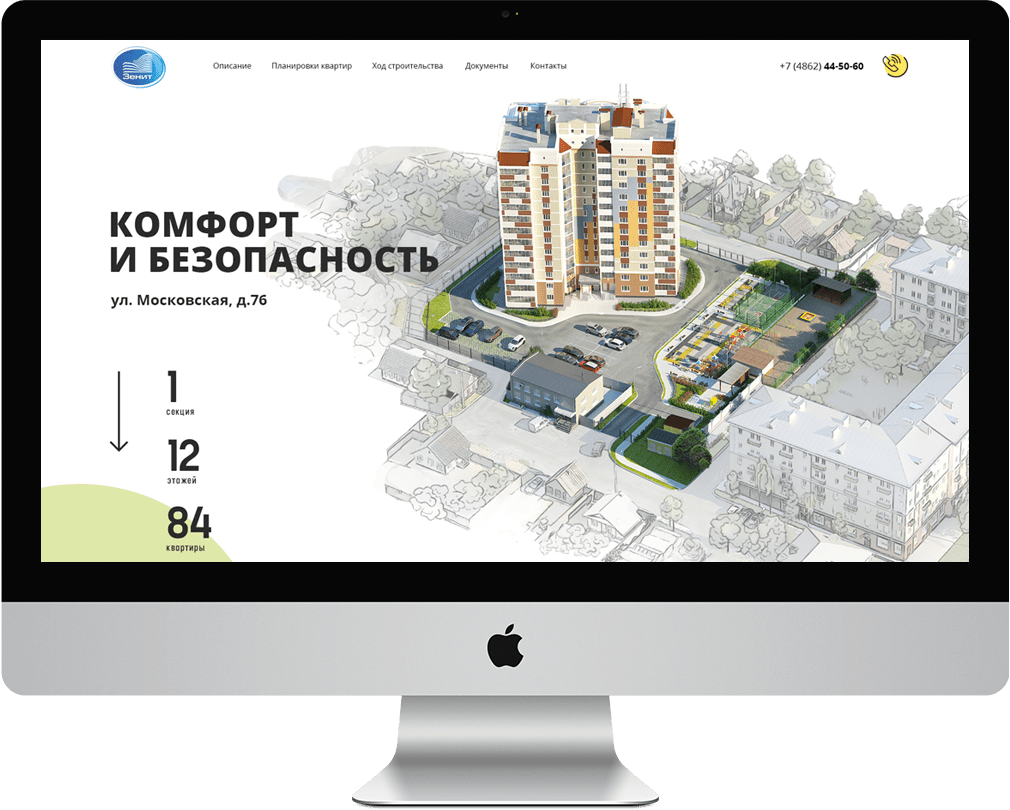 Зенит
Описание Планировки квартир Ход строительства Документы Контакты
+7 (4862) 44-50-60
КОМФОРТ
И БЕЗОПАСНОСТЬ
ул. Московская, д.76
1
секция
12
этажей
84
квартиры